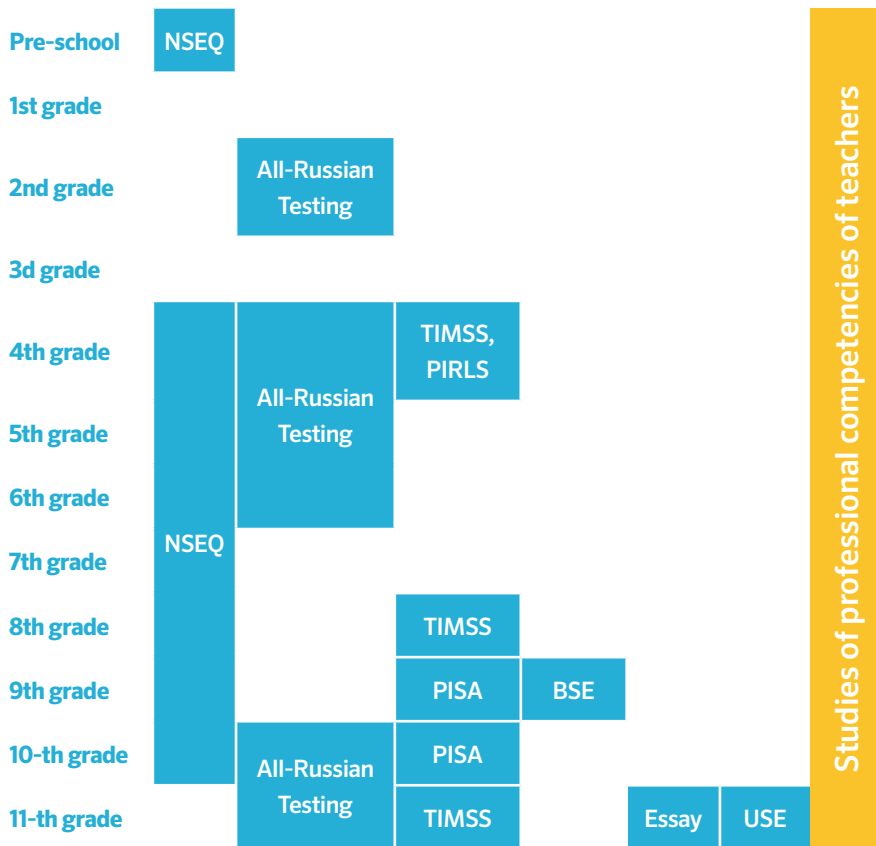 Pre-school
NSEQ
1st grade
2nd grade
All-Russian
Testing
3d grade
4th grade
TIMSS,
PIRLS
All-Russian
Testing
5th grade
6th grade
NSEQ
7th grade
8th grade
TIMSS
9th grade
PISA
BSE
10-th grade
PISA
All-Russian
Testing
11-th grade
TIMSS
Essay
USE
Studies of professional competencies of teachers